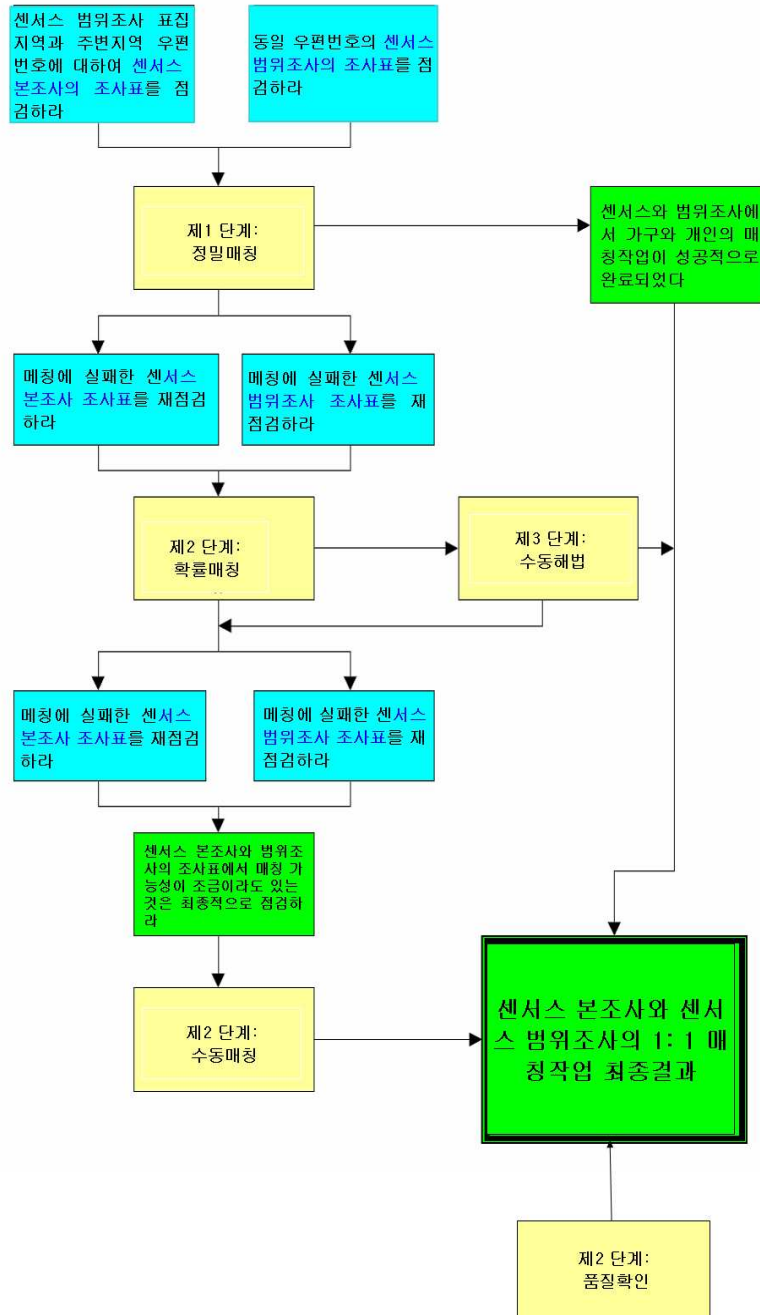 센서스 범위조사 표집
지역과 주변지역 우편
번호에 대하여 센서스
본조사의 조사표를 점
검하라
동일 우편번호의 센서스
범위조사의 조사표를 점
검하라
제1 단계:
정밀매칭
센서스와 범위조사에
서 가구와 개인의 매
칭작업이 성공적으로
완료되었다
메칭에 실패한 센서스
본조사 조사표를 재점검
하라
메칭에 실패한 센서스
범위조사 조사표를 재
점검하라
제2 단계:
확률매칭
제3 단계:
수동해법
메칭에 실패한 센서스
본조사 조사표를 재점검
하라
메칭에 실패한 센서스
범위조사 조사표를 재
점검하라
센서스 본조사와 범위조
사의 조사표에서 매칭 가
능성이 조금이라도 있는
것은 최종적으로 점검하
라
제2 단계:
수동매칭
센서스 본조사와 센서
스 범위조사의 1: 1 매
칭작업 최종결과
제2 단계:
품질확인